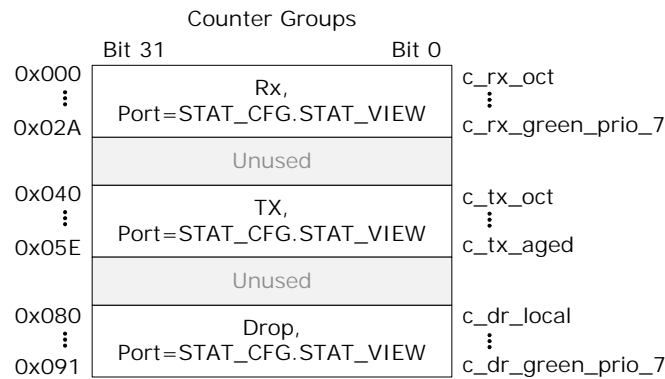 Counter Groups
Bit 31 Bit 0
0x000 c_rx_oct
Rx,
Port=STAT_CFG.STAT_VIEW
0x02A c_rx_green_prio_7
Unused
0x040 c_tx_oct
TX,
Port=STAT_CFG.STAT_VIEW
0x05E c_tx_aged
Unused
0x080 c_dr_local
Drop,
Port=STAT_CFG.STAT_VIEW
0x091 c_dr_green_prio_7